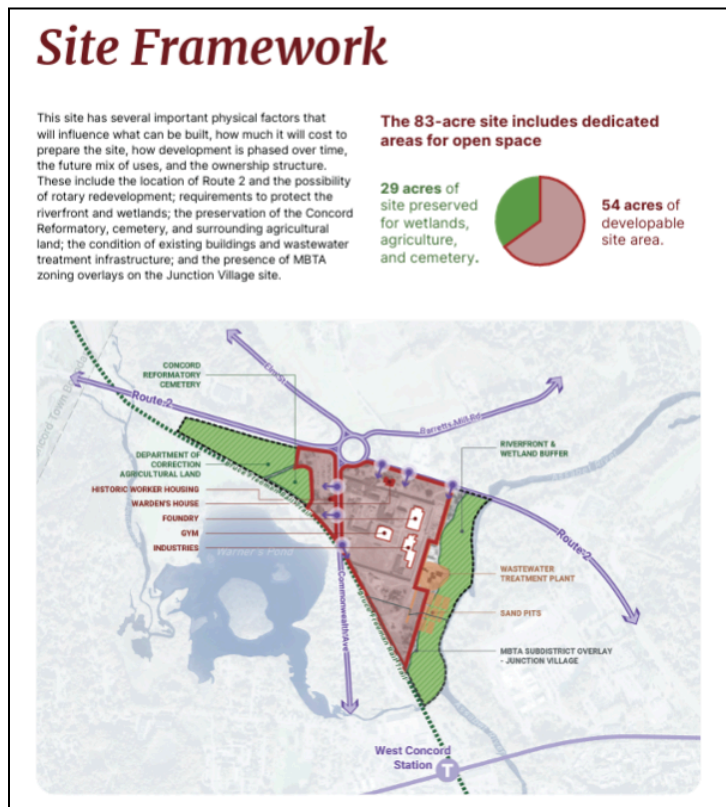 Site Framework
This site has several important physical factors that
will influence what can be built, how much it will cost to
prepare the site, how development is phased over time,
the future mix of uses, and the ownership structure.
These include the location of Route 2 and the possibility
of rotary redevelopment; requirements to protect the
riverfront and wetlands; the preservation of the Concord
Reformatory, cemetery, and surrounding agricultural
land; the condition of existing buildings and wastewater
treatment infrastructure; and the presence of MBTA
zoning overlays on the Junction Village site.
The 83-acre site includes dedicated
areas for open space
29 acres of
site preserved
for wetlands,
agriculture,
and cemetery.
54 acres of
developable
site area.
CONCORD
REFORMATORY
CEMETERY
Elm St
Route 2
Barretts Mill Rd
DEPARTMENT OF
CORRECTION
AGRICULTURAL LAND
RIVERFRONT &
WETLAND BUFFER
HISTORIC WORKER HOUSING
WARDEN'S HOUSE
FOUNDRY
GYM
INDUSTRIES
Warner's Pond
Route 2
Commonwealth Ave
WASTEWATER
TREATMENT PLANT
SAND PITS
MBTA SUBDISTRICT OVERLAY
- JUNCTION VILLAGE
West Concord
Station
T